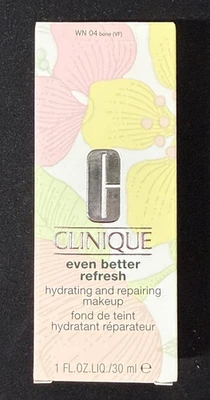 WN 04 bone (VF)
CLINIQUE
even better
refresh
hydrating and repairing
makeup
fond de teint
hydratant réparateur
1 FL.OZ.LIQ./30 ml ℮